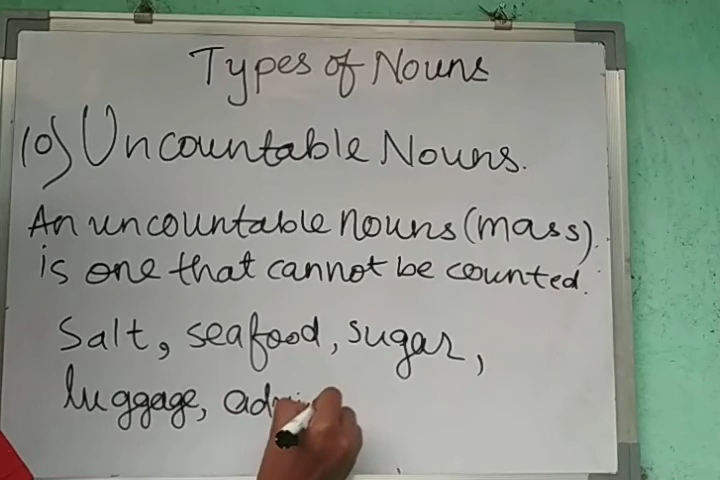 Types of Nouns
10) Uncountable Nouns.
An uncountable nouns (mass)
is one that cannot be counted.
Salt, seafood, sugar,
luggage,